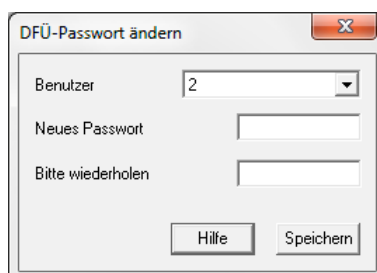 DFÜ-Passwort ändern
Benutzer 2
Neues Passwort
Bitte wiederholen
Hilfe Speichern